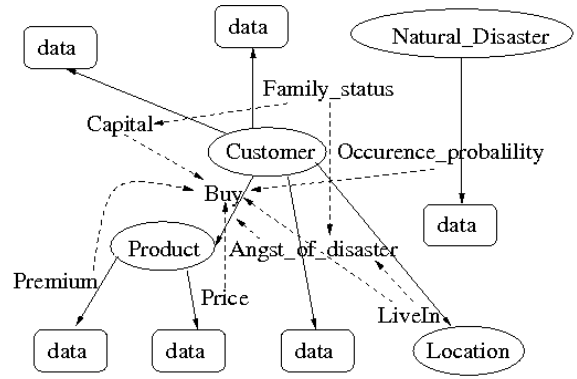 data
data
Natural_Disaster
Family_status
Capital
Customer
Occurence_probalility
Buy
data
Product
Angst_of_disaster
Premium
Price
LiveIn
data
data
data
Location